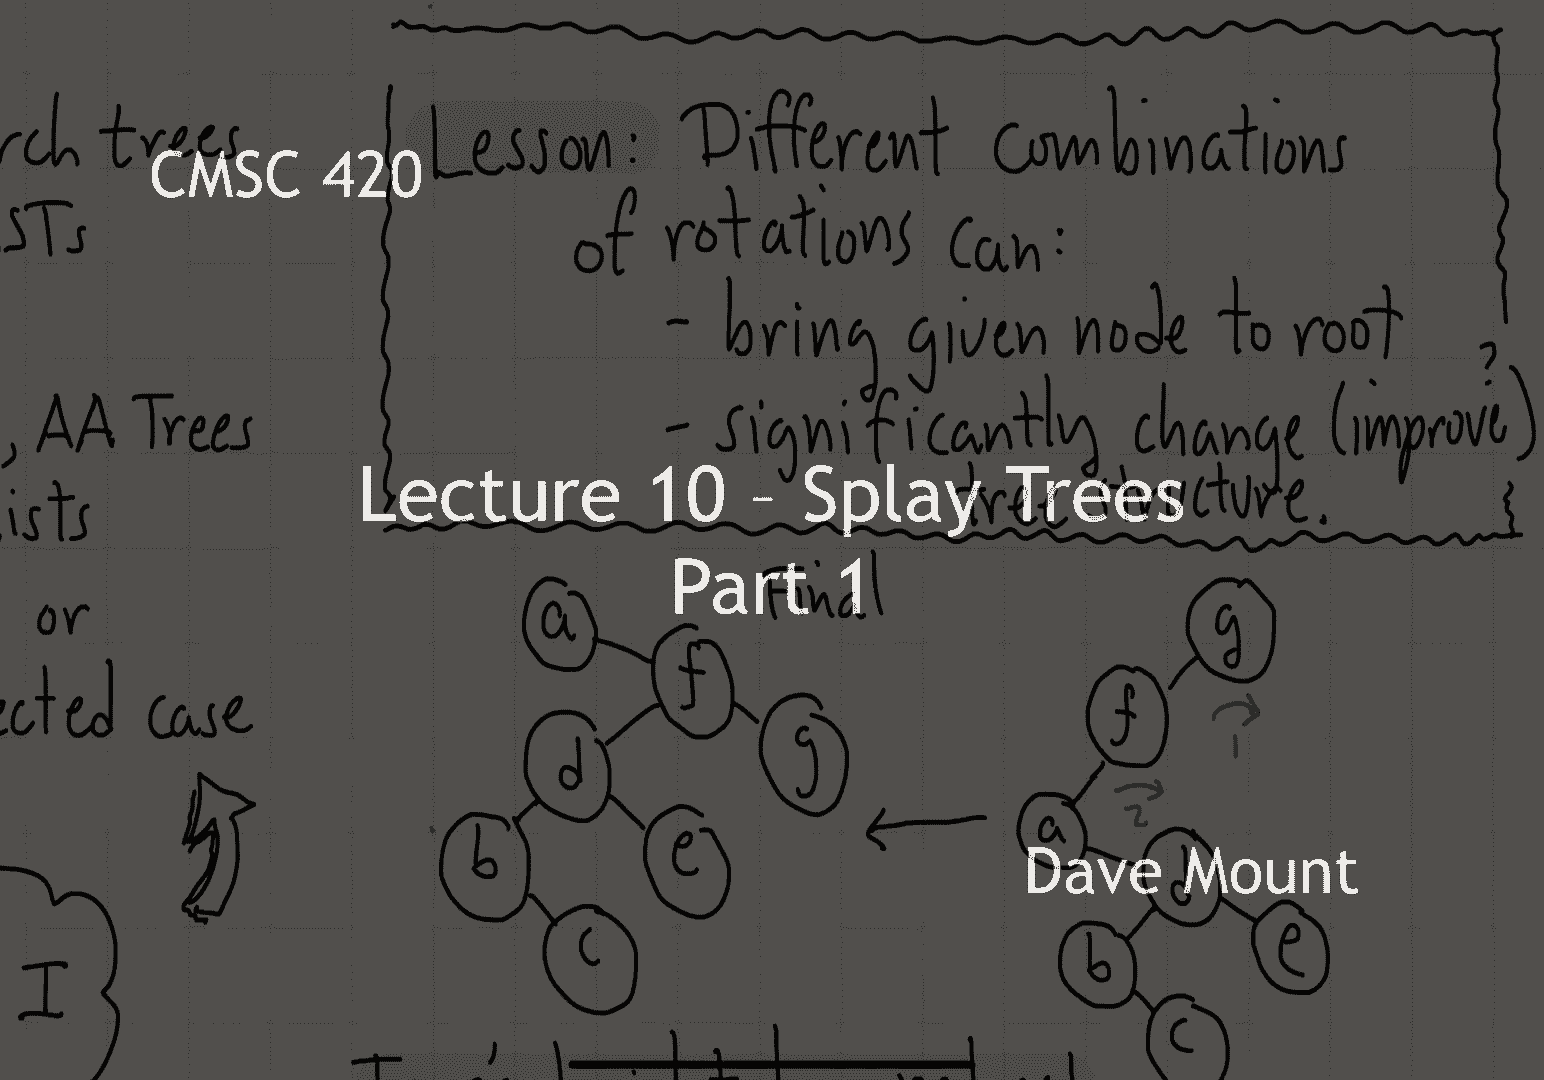 rch trees
STs
, AA Trees
ists
or
ected case
I
CMSC 420
Lesson: Different combinations
of rotations can:
- bring given node to root
- significantly change (improve?)
tree structure.
Lecture 10 - Splay Trees
Part 1
Final
Dave Mount
a
f
d
g
b
e
c
g
f
1
2
a
d
b
e
c